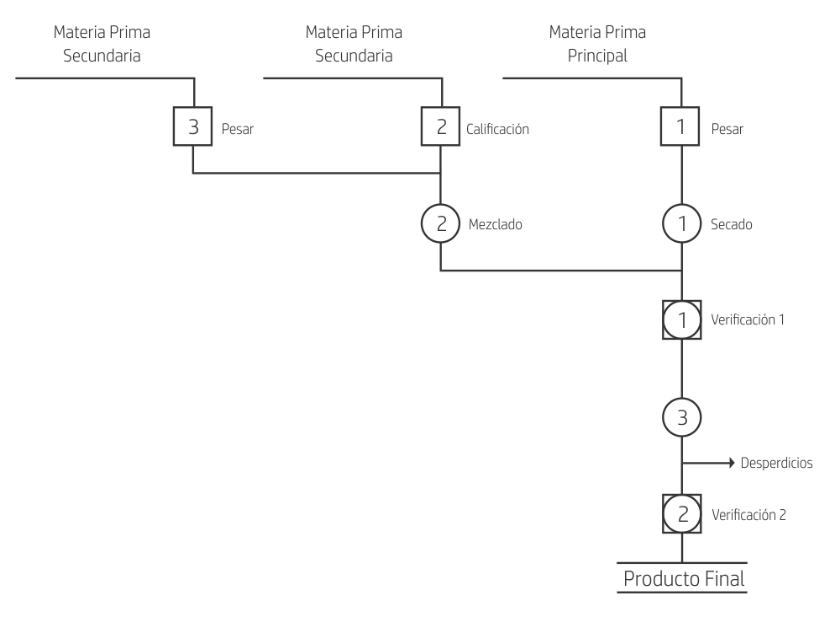 Materia Prima
Secundaria
Materia Prima
Secundaria
Materia Prima
Principal
3 Pesar
2 Calificación
1 Pesar
2 Mezclado
1 Secado
1 Verificación 1
3
Desperdicios
2 Verificación 2
Producto Final